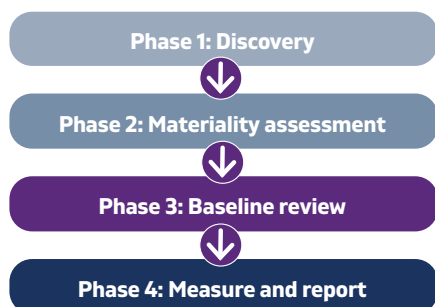 Phase 1: Discovery
Phase 2: Materiality assessment
Phase 3: Baseline review
Phase 4: Measure and report